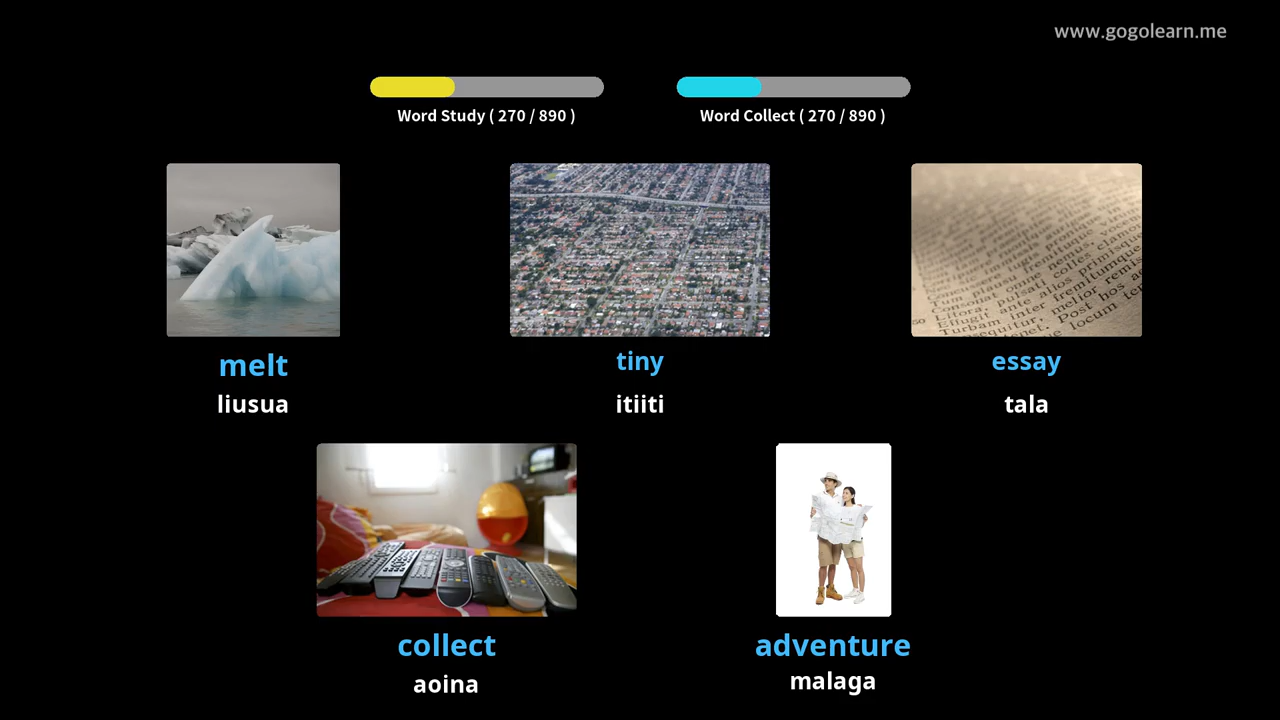 www.gogolearn.me
Word Study ( 270 / 890 )
Word Collect ( 270 / 890 )
melt
liusua
tiny
itiiti
essay
tala
collect
aoina
adventure
malaga